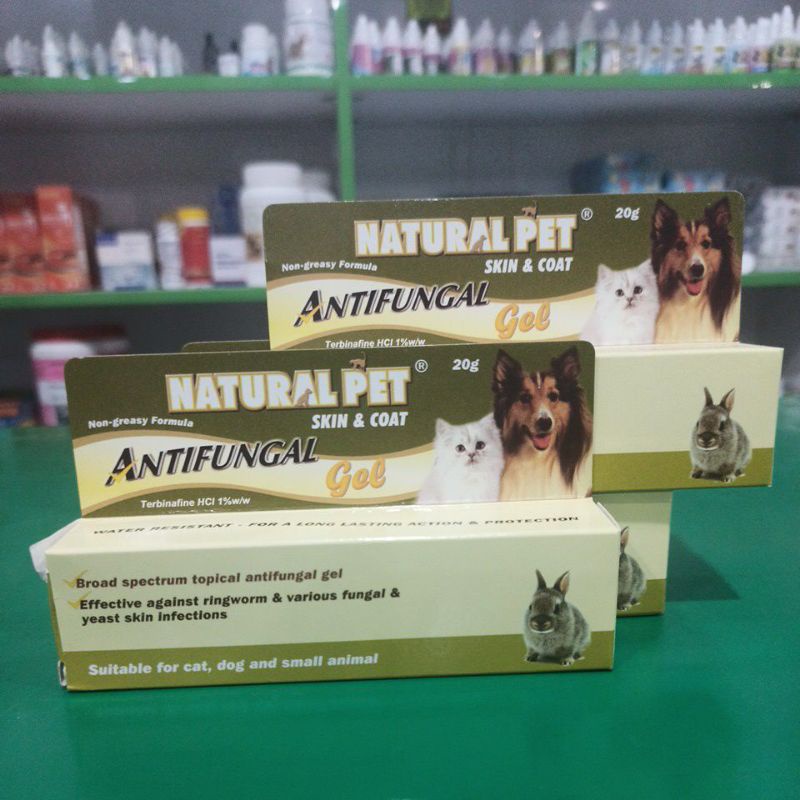 NATURAL PET® 20g
SKIN & COAT
Non-greasy Formula
ANTIFUNGAL
Gel
Terbinafine HCl 1%w/w
NATURAL PET® 20g
SKIN & COAT
Non-greasy Formula
ANTIFUNGAL
Gel
Terbinafine HCl 1%w/w
WATER RESISTANT - FOR A LONG LASTING ACTION & PROTECTION
Broad spectrum topical antifungal gel
Effective against ringworm & various fungal &
yeast skin infections
Suitable for cat, dog and small animal